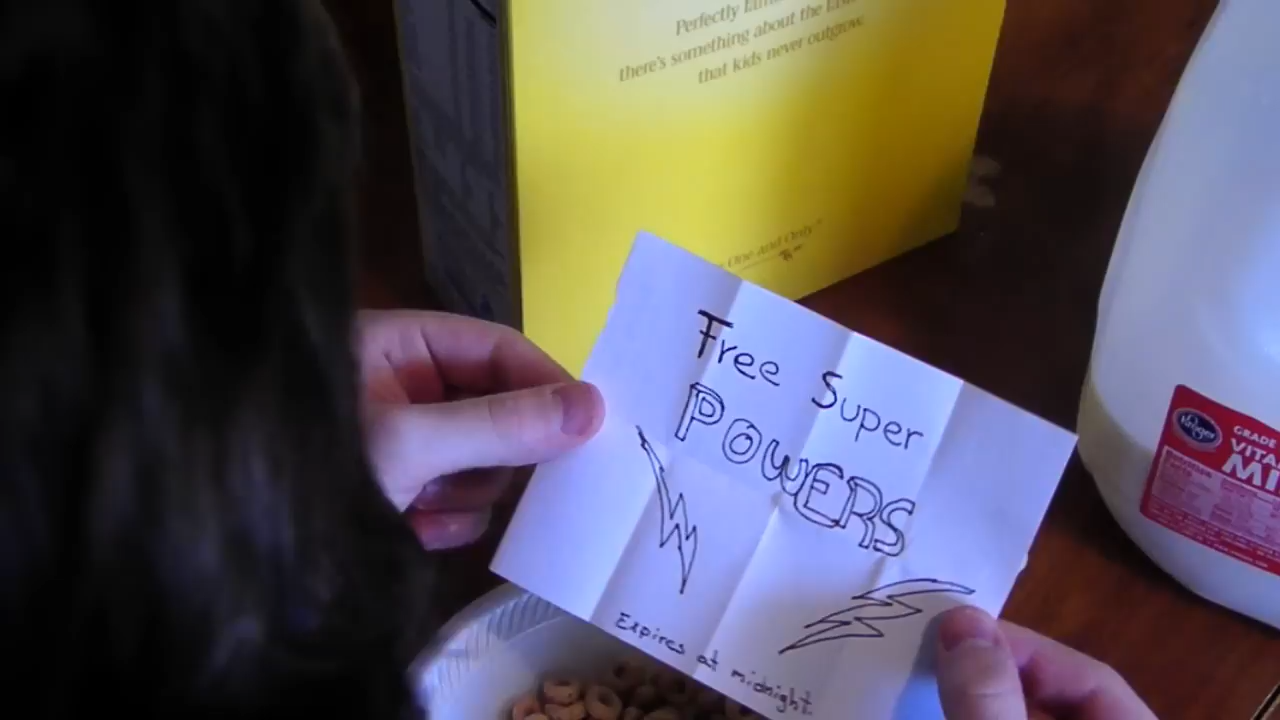 Perfectly
there's something about the
that kids never outgrow.
One and Only
Free Super
POWERS
Expires at midnight.
Kroger
GRADE